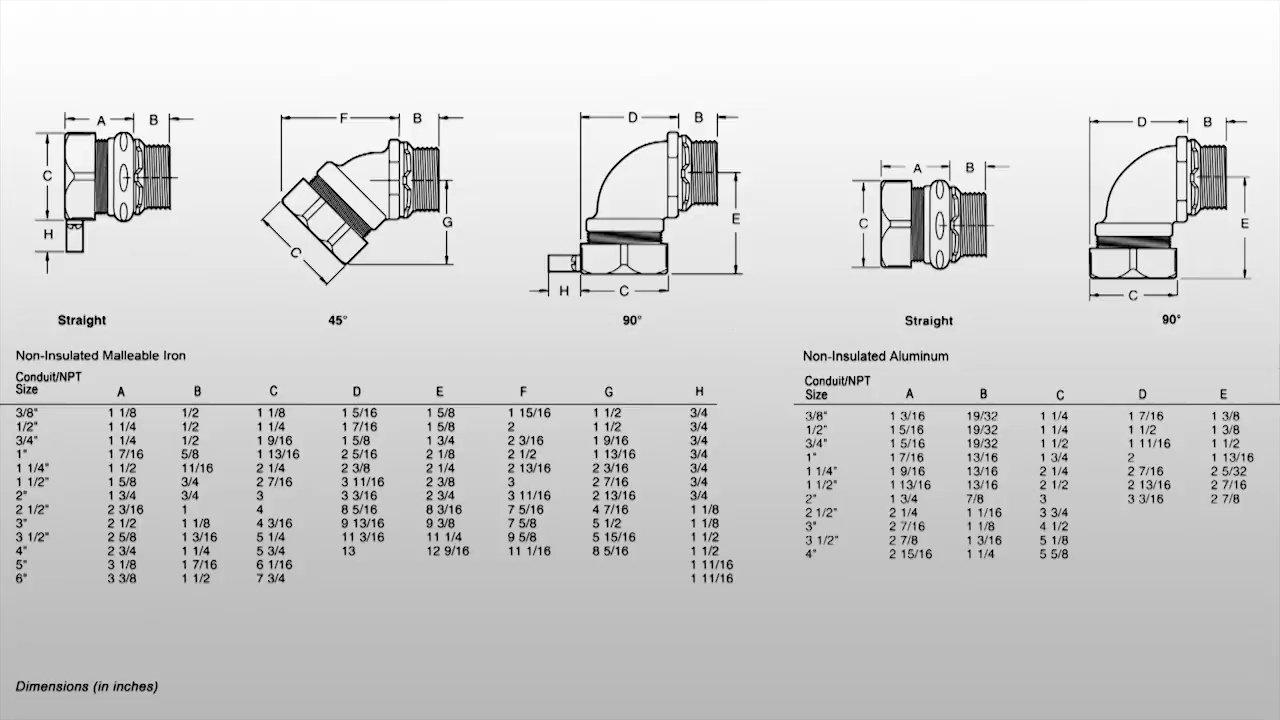 A B
C
H
Straight
F B
G
C
45°
D B
E
H C
90°
A B
C
Straight
D B
E
C
90°
Non-Insulated Malleable Iron
Conduit/NPT
Size A B C D E F G H
3/8" 1 1/8 1/2 1 1/8 1 5/16 1 5/8 1 15/16 1 1/2 3/4
1/2" 1 1/4 1/2 1 1/4 1 7/16 1 5/8 2 1 1/2 3/4
3/4" 1 1/4 1/2 1 9/16 1 5/8 1 3/4 2 3/16 1 9/16 3/4
1" 1 7/16 5/8 1 13/16 2 5/16 2 1/8 2 1/2 1 13/16 3/4
1 1/4" 1 1/2 11/16 2 1/4 2 3/8 2 1/4 2 13/16 2 3/16 3/4
1 1/2" 1 5/8 3/4 2 7/16 3 11/16 2 3/8 3 2 7/16 3/4
2" 1 3/4 3/4 3 3 3/16 2 3/4 3 11/16 2 13/16 3/4
2 1/2" 2 3/16 1 4 8 5/16 8 3/16 7 5/16 4 7/16 1 1/8
3" 2 1/2 1 1/8 4 3/16 9 13/16 9 3/8 7 5/8 5 1/2 1 1/8
3 1/2" 2 5/8 1 3/16 5 1/4 11 3/16 11 1/4 9 5/8 5 15/16 1 1/2
4" 2 3/4 1 1/4 5 3/4 13 12 9/16 11 1/16 8 5/16 1 1/2
5" 3 1/8 1 7/16 6 1/16 1 11/16
6" 3 3/8 1 1/2 7 3/4 1 11/16
Non-Insulated Aluminum
Conduit/NPT
Size A B C D E
3/8" 1 3/16 19/32 1 1/4 1 7/16 1 3/8
1/2" 1 5/16 19/32 1 1/4 1 1/2 1 3/8
3/4" 1 5/16 19/32 1 1/2 1 11/16 1 1/2
1" 1 7/16 13/16 1 3/4 2 1 13/16
1 1/4" 1 9/16 13/16 2 1/4 2 7/16 2 5/32
1 1/2" 1 13/16 13/16 2 1/2 2 13/16 2 7/16
2" 1 3/4 7/8 3 3 3/16 2 7/8
2 1/2" 2 1/4 1 1/16 3 3/4
3" 2 7/16 1 1/8 4 1/2
3 1/2" 2 7/8 1 3/16 5 1/8
4" 2 15/16 1 1/4 5 5/8
Dimensions (in inches)